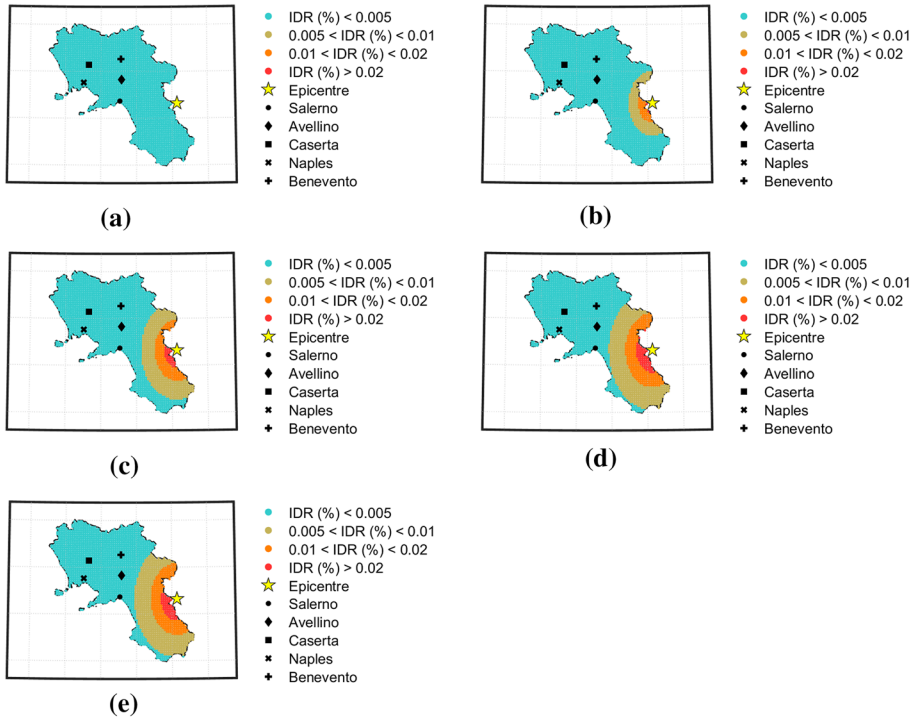 IDR (%) < 0.005
0.005 < IDR (%) < 0.01
0.01 < IDR (%) < 0.02
IDR (%) > 0.02
Epicentre
Salerno
Avellino
Caserta
Naples
Benevento
(a)
IDR (%) < 0.005
0.005 < IDR (%) < 0.01
0.01 < IDR (%) < 0.02
IDR (%) > 0.02
Epicentre
Salerno
Avellino
Caserta
Naples
Benevento
(b)
IDR (%) < 0.005
0.005 < IDR (%) < 0.01
0.01 < IDR (%) < 0.02
IDR (%) > 0.02
Epicentre
Salerno
Avellino
Caserta
Naples
Benevento
(c)
IDR (%) < 0.005
0.005 < IDR (%) < 0.01
0.01 < IDR (%) < 0.02
IDR (%) > 0.02
Epicentre
Salerno
Avellino
Caserta
Naples
Benevento
(d)
IDR (%) < 0.005
0.005 < IDR (%) < 0.01
0.01 < IDR (%) < 0.02
IDR (%) > 0.02
Epicentre
Salerno
Avellino
Caserta
Naples
Benevento
(e)